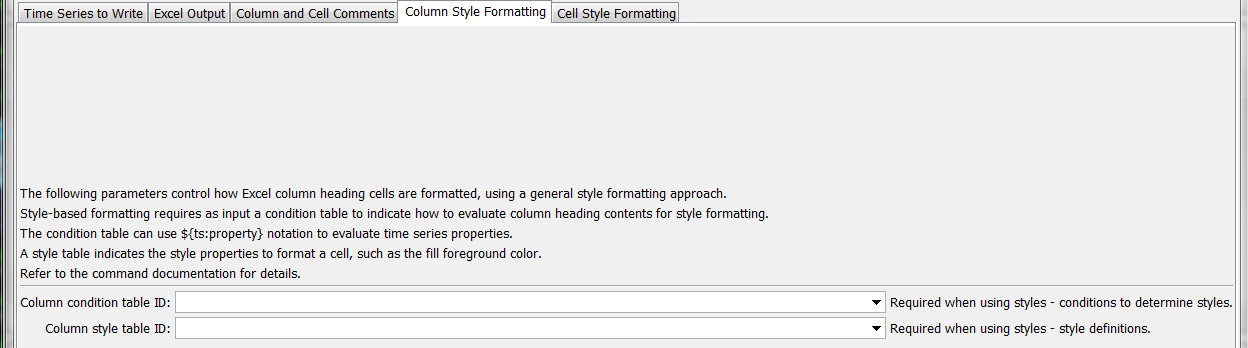 Time Series to Write Excel Output Column and Cell Comments Column Style Formatting Cell Style Formatting
The following parameters control how Excel column heading cells are formatted, using a general style formatting approach.
Style-based formatting requires as input a condition table to indicate how to evaluate column heading contents for style formatting.
The condition table can use ${ts:property} notation to evaluate time series properties.
A style table indicates the style properties to format a cell, such as the fill foreground color.
Refer to the command documentation for details.
Column condition table ID: Required when using styles - conditions to determine styles.
Column style table ID: Required when using styles - style definitions.